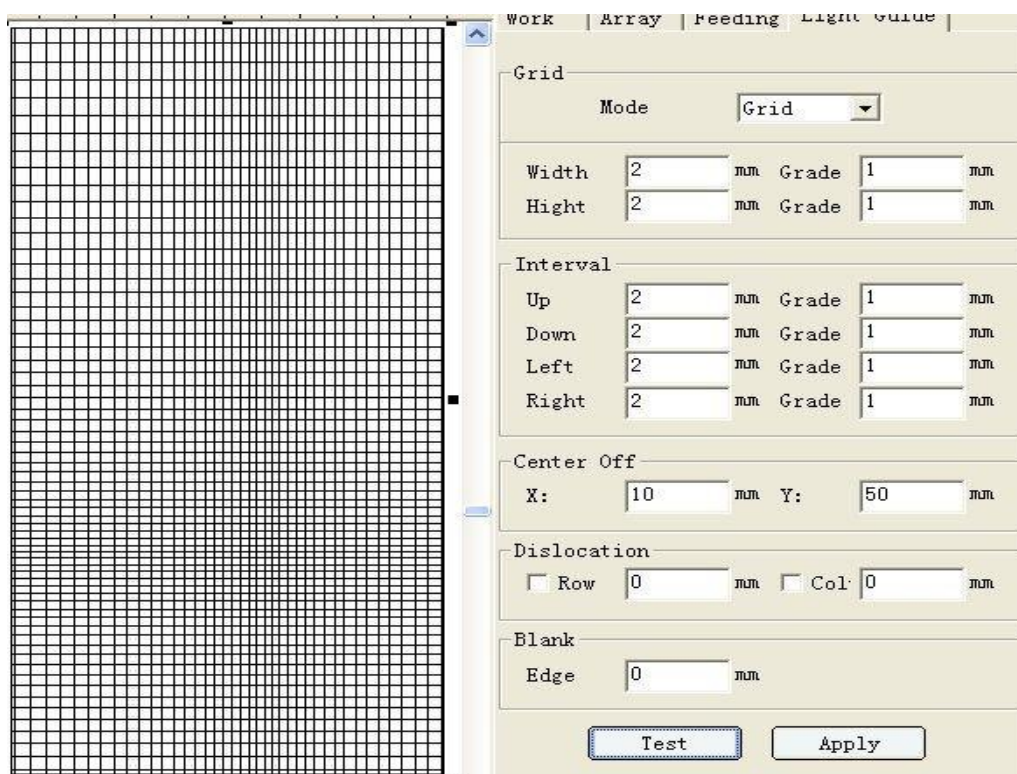 Work Array Feeding Light Guide
Grid
Mode Grid
Width 2 mm Grade 1 mm
Hight 2 mm Grade 1 mm
Interval
Up 2 mm Grade 1 mm
Down 2 mm Grade 1 mm
Left 2 mm Grade 1 mm
Right 2 mm Grade 1 mm
Center Off
X: 10 mm Y: 50 mm
Dislocation
Row 0 mm Col 0 mm
Blank
Edge 0 mm
Test Apply